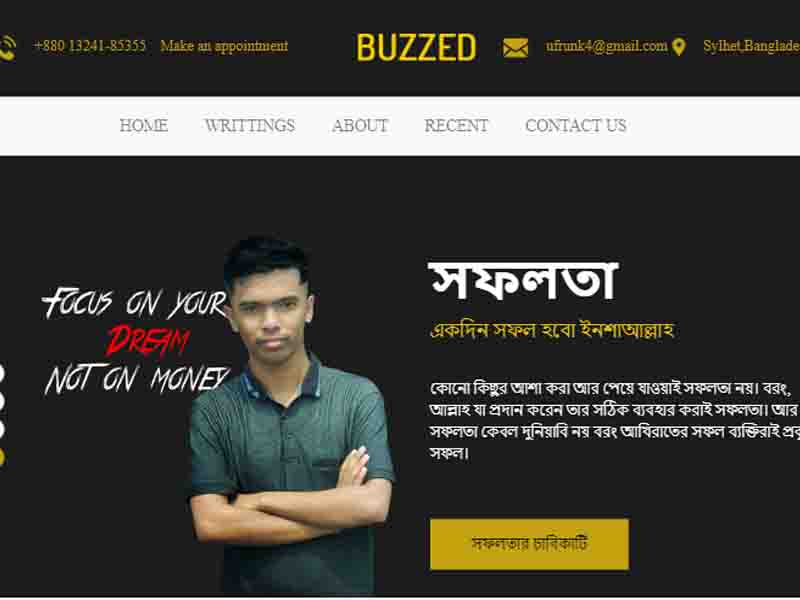 +880 13241-85355 Make an appointment BUZZED ufrunk4@gmail.com Sylhet,Banglade
HOME WRITTINGS ABOUT RECENT CONTACT US
Focus on your
Dream
Not on money
সফলতা
একদিন সফল হবো ইনশাআল্লাহ
কোনো কিছুর আশা করা আর পেয়ে যাওয়াই সফলতা নয়। বরং,
আল্লাহ যা প্রদান করেন তার সঠিক ব্যবহার করাই সফলতা। আর
সফলতা কেবল দুনিয়াবি নয় বরং আখিরাতের সফল ব্যক্তিরাই
সফল।
সফলতার চাবিকাটি